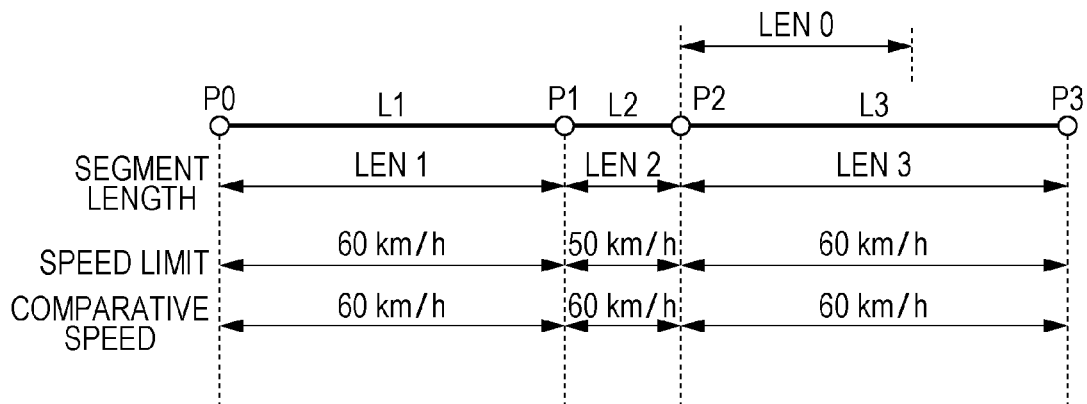 LEN 0
P0 L1 P1 L2 P2 L3 P3
SEGMENT LENGTH LEN 1 LEN 2 LEN 3
SPEED LIMIT 60 km/h 50 km/h 60 km/h
COMPARATIVE SPEED 60 km/h 60 km/h 60 km/h